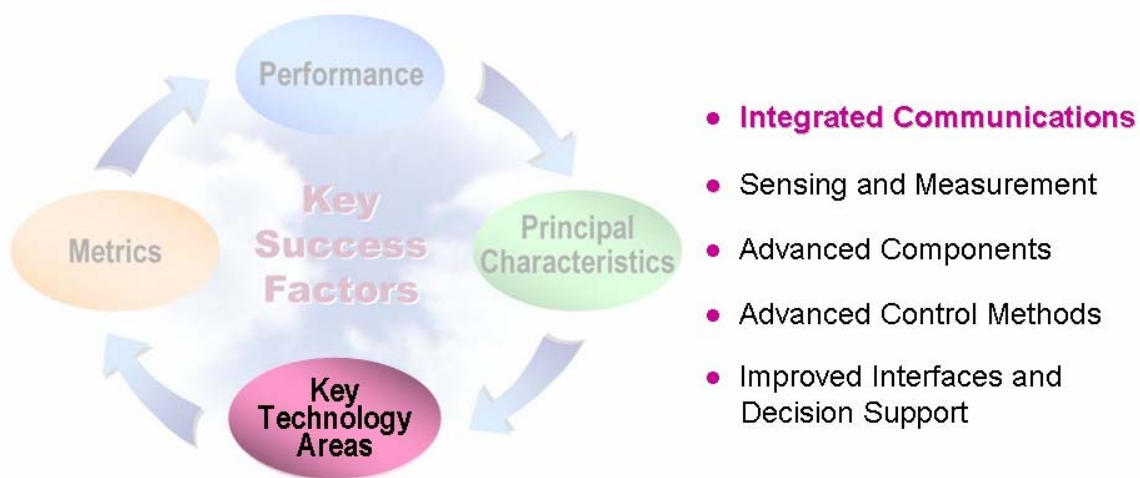 Performance
Key
Success
Factors
Metrics
Principal
Characteristics
Key
Technology
Areas
● Integrated Communications
● Sensing and Measurement
● Advanced Components
● Advanced Control Methods
● Improved Interfaces and
Decision Support